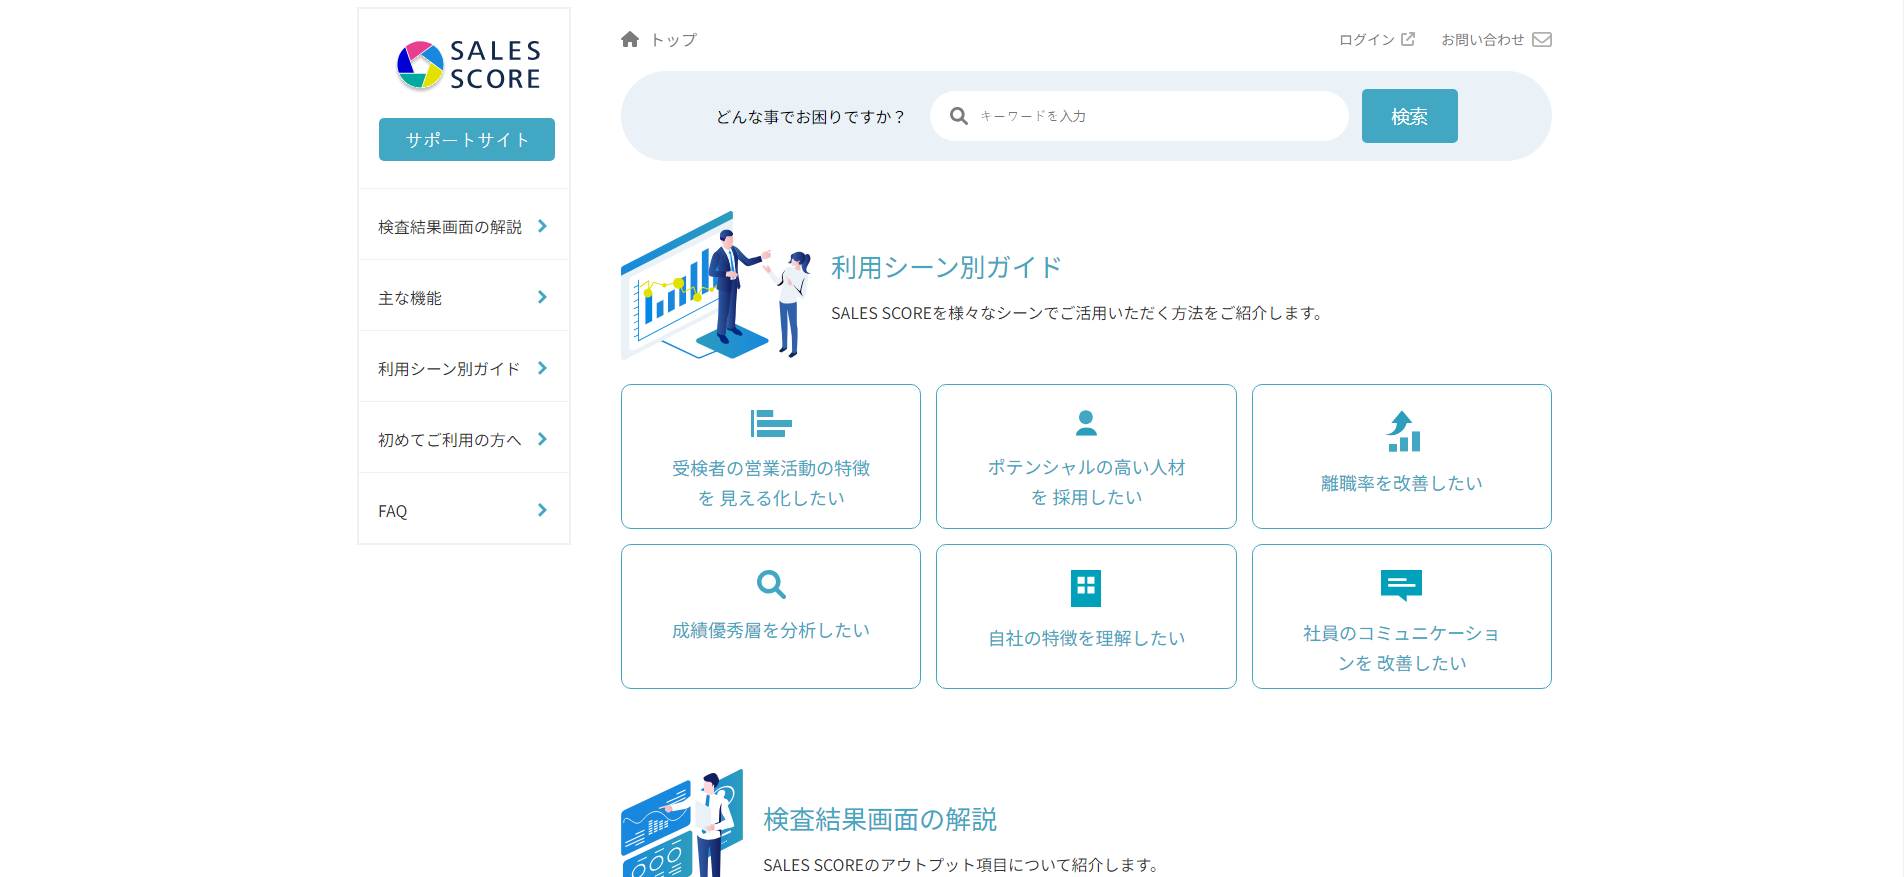 SALES
SCORE
サポートサイト
検査結果画面の解説
主な機能
利用シーン別ガイド
初めてご利用の方へ
FAQ
トップ
ログイン
お問い合わせ
どんな事でお困りですか？
キーワードを入力
検索
利用シーン別ガイド
SALES SCOREを様々なシーンでご活用いただく方法をご紹介します。
受検者の営業活動の特徴
を 見える化したい
ポテンシャルの高い人材
を 採用したい
離職率を改善したい
成績優秀層を分析したい
自社の特徴を理解したい
社員のコミュニケーショ
ンを 改善したい
検査結果画面の解説
SALES SCOREのアウトプット項目について紹介します。